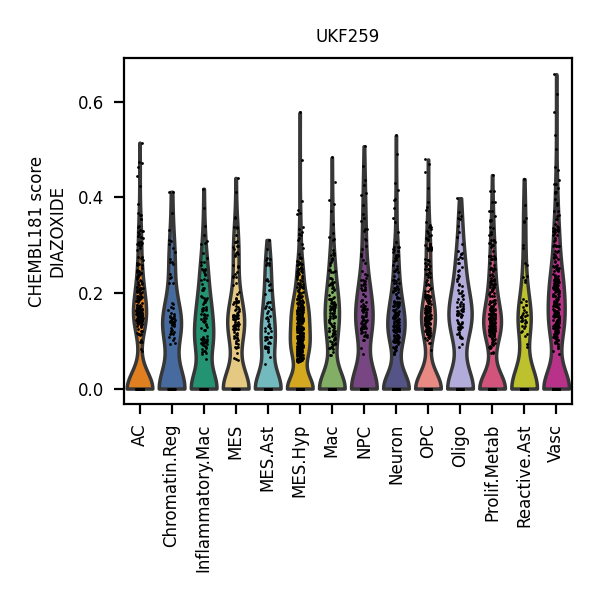 UKF259
CHEMBL181 score
DIAZOXIDE
0.6
0.4
0.2
0.0
AC
Chromatin.Reg
Inflammatory.Mac
MES
MES.Ast
MES.Hyp
Mac
NPC
Neuron
OPC
Oligo
Prolif.Metab
Reactive.Ast
Vasc